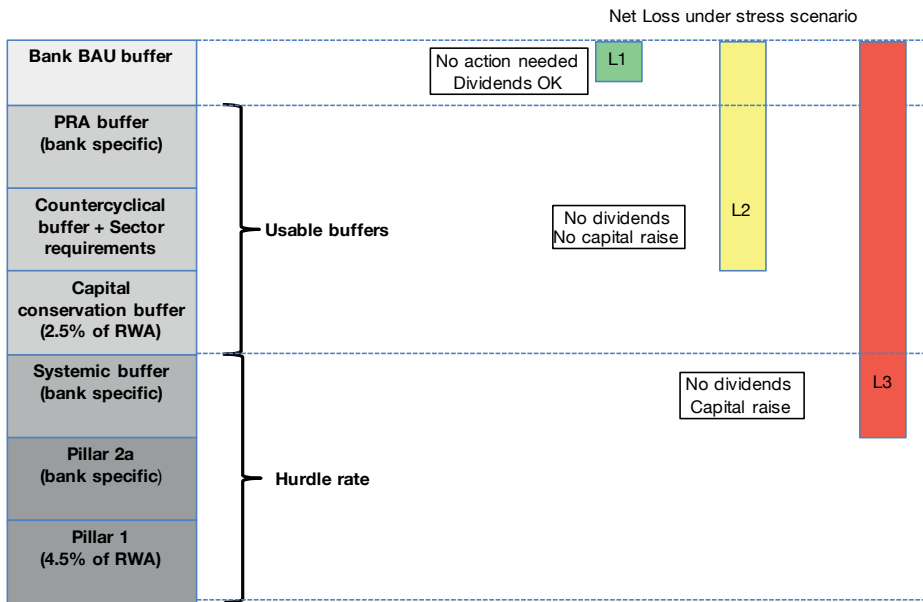 Net Loss under stress scenario
Bank BAU buffer
No action needed
Dividends OK
L1
PRA buffer
(bank specific)
Countercyclical
buffer + Sector
requirements
Usable buffers
No dividends
No capital raise
L2
Capital
conservation buffer
(2.5% of RWA)
Systemic buffer
(bank specific)
No dividends
Capital raise
L3
Pillar 2a
(bank specific)
Hurdle rate
Pillar 1
(4.5% of RWA)